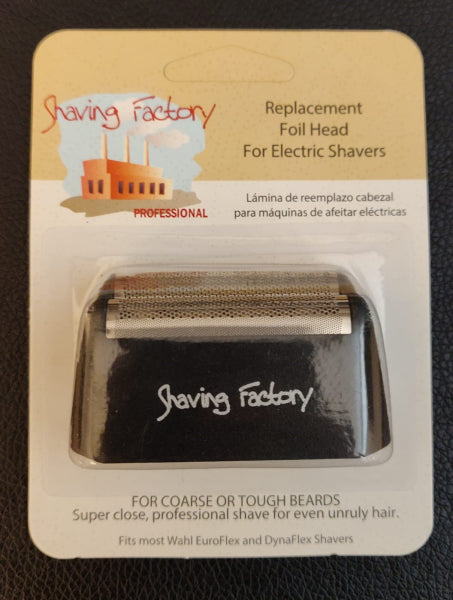 Shaving Factory
PROFESSIONAL
Replacement
Foil Head
For Electric Shavers
Lámina de reemplazo cabezal
para máquinas de afeitar eléctricas
Shaving Factory
FOR COARSE OR TOUGH BEARDS
Super close, professional shave for even unruly hair.
Fits most Wahl EuroFlex and DynaFlex Shavers